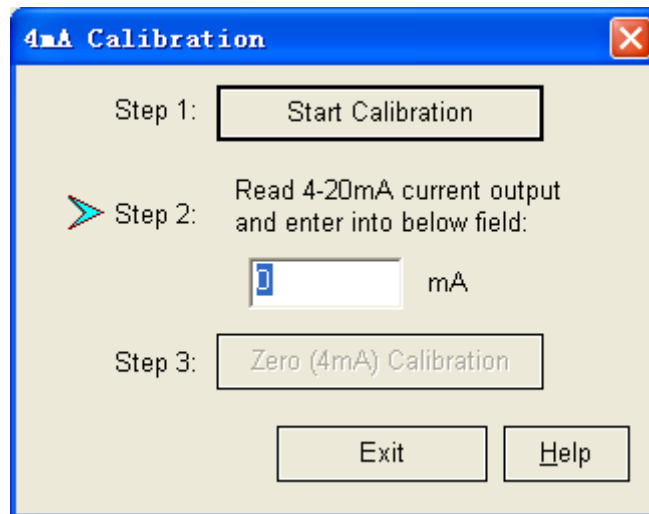 4mA Calibration
Step 1:
Start Calibration
Step 2:
Read 4-20mA current output
and enter into below field:
0
mA
Step 3:
Zero (4mA) Calibration
Exit
Help